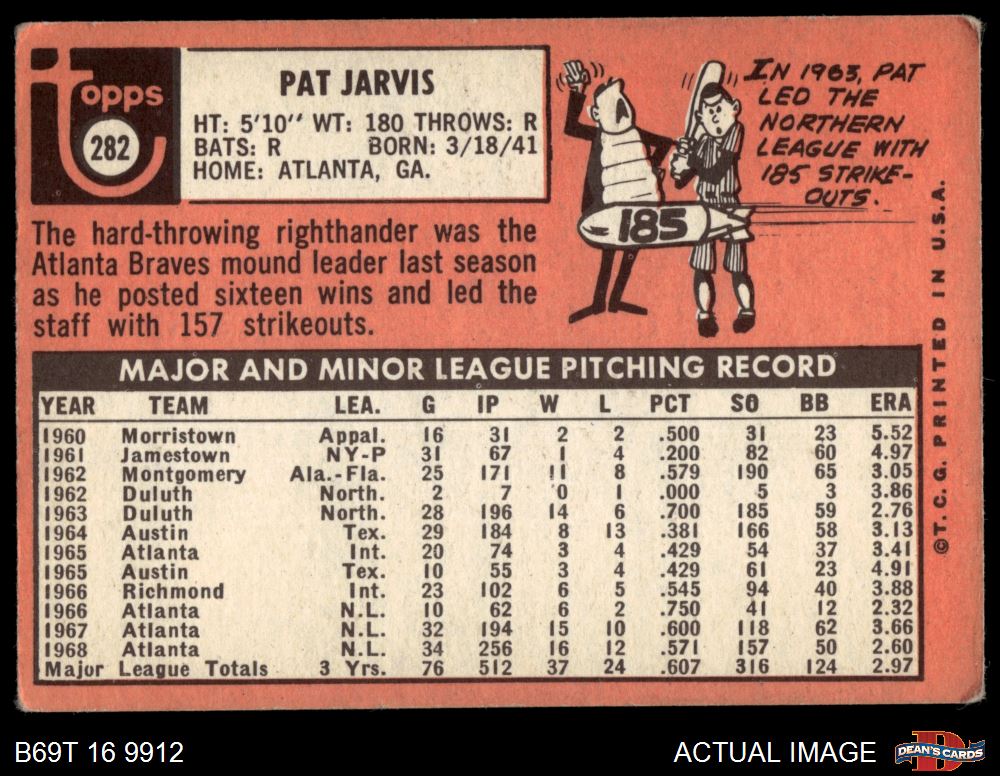 Topps
282
PAT JARVIS
HT: 5'10" WT: 180 THROWS: R
BATS: R BORN: 3/18/41
HOME: ATLANTA, GA.
IN 1963, PAT
LED THE
NORTHERN
LEAGUE WITH
185 STRIKE-
OUTS.
185
The hard-throwing righthander was the
Atlanta Braves mound leader last season
as he posted sixteen wins and led the
staff with 157 strikeouts.
MAJOR AND MINOR LEAGUE PITCHING RECORD
YEAR TEAM LEA. G IP W L PCT SO BB ERA
1960 Morristown Appal. 16 31 2 2 .500 31 23 5.52
1961 Jamestown NY-P 31 67 1 4 .200 82 60 4.97
1962 Montgomery Ala.-Fla. 25 171 11 8 .579 190 65 3.05
1962 Duluth North. 2 7 0 1 .000 5 3 3.86
1963 Duluth North. 28 196 14 6 .700 185 59 2.76
1964 Austin Tex. 29 184 8 13 .381 166 58 3.13
1965 Atlanta Int. 20 74 3 4 .429 54 37 3.41
1965 Austin Tex. 10 55 3 4 .429 61 23 4.91
1966 Richmond Int. 23 102 6 5 .545 94 40 3.88
1966 Atlanta N.L. 10 62 6 2 .750 41 12 2.32
1967 Atlanta N.L. 32 194 15 10 .600 118 62 3.66
1968 Atlanta N.L. 34 256 16 12 .571 157 50 2.60
Major League Totals 3 Yrs. 76 512 37 24 .607 316 124 2.97
©T.C.G. PRINTED IN U.S.A.
B69T 16 9912
ACTUAL IMAGE
D
DEAN'S CARDS